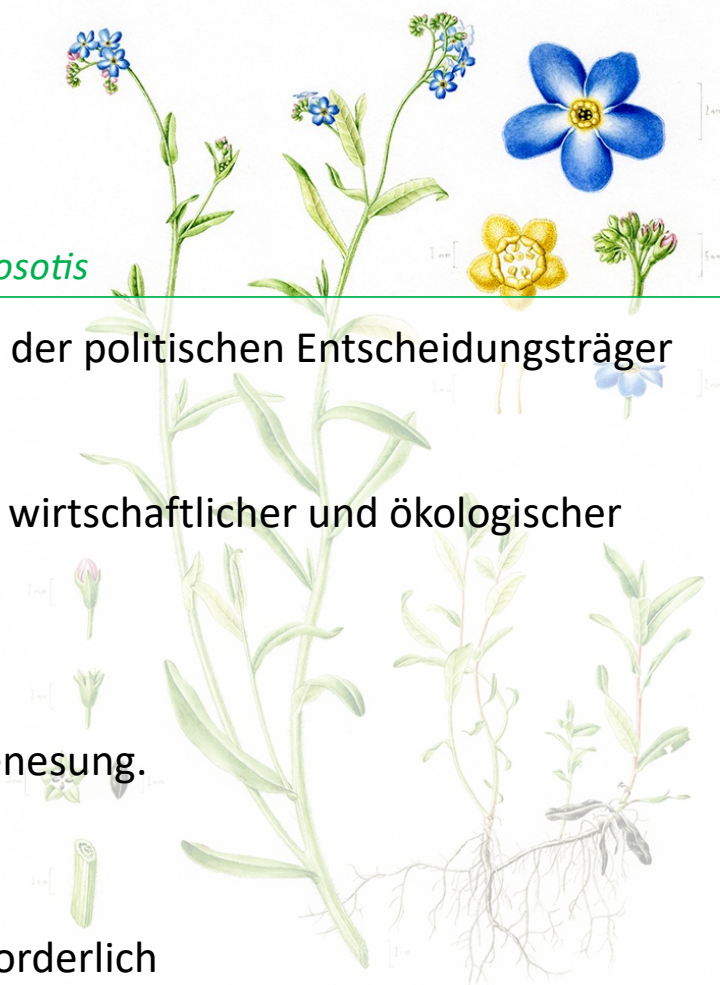 osotis
der politischen Entscheidungsträger
wirtschaftlicher und ökologischer
nesung.
orderlich